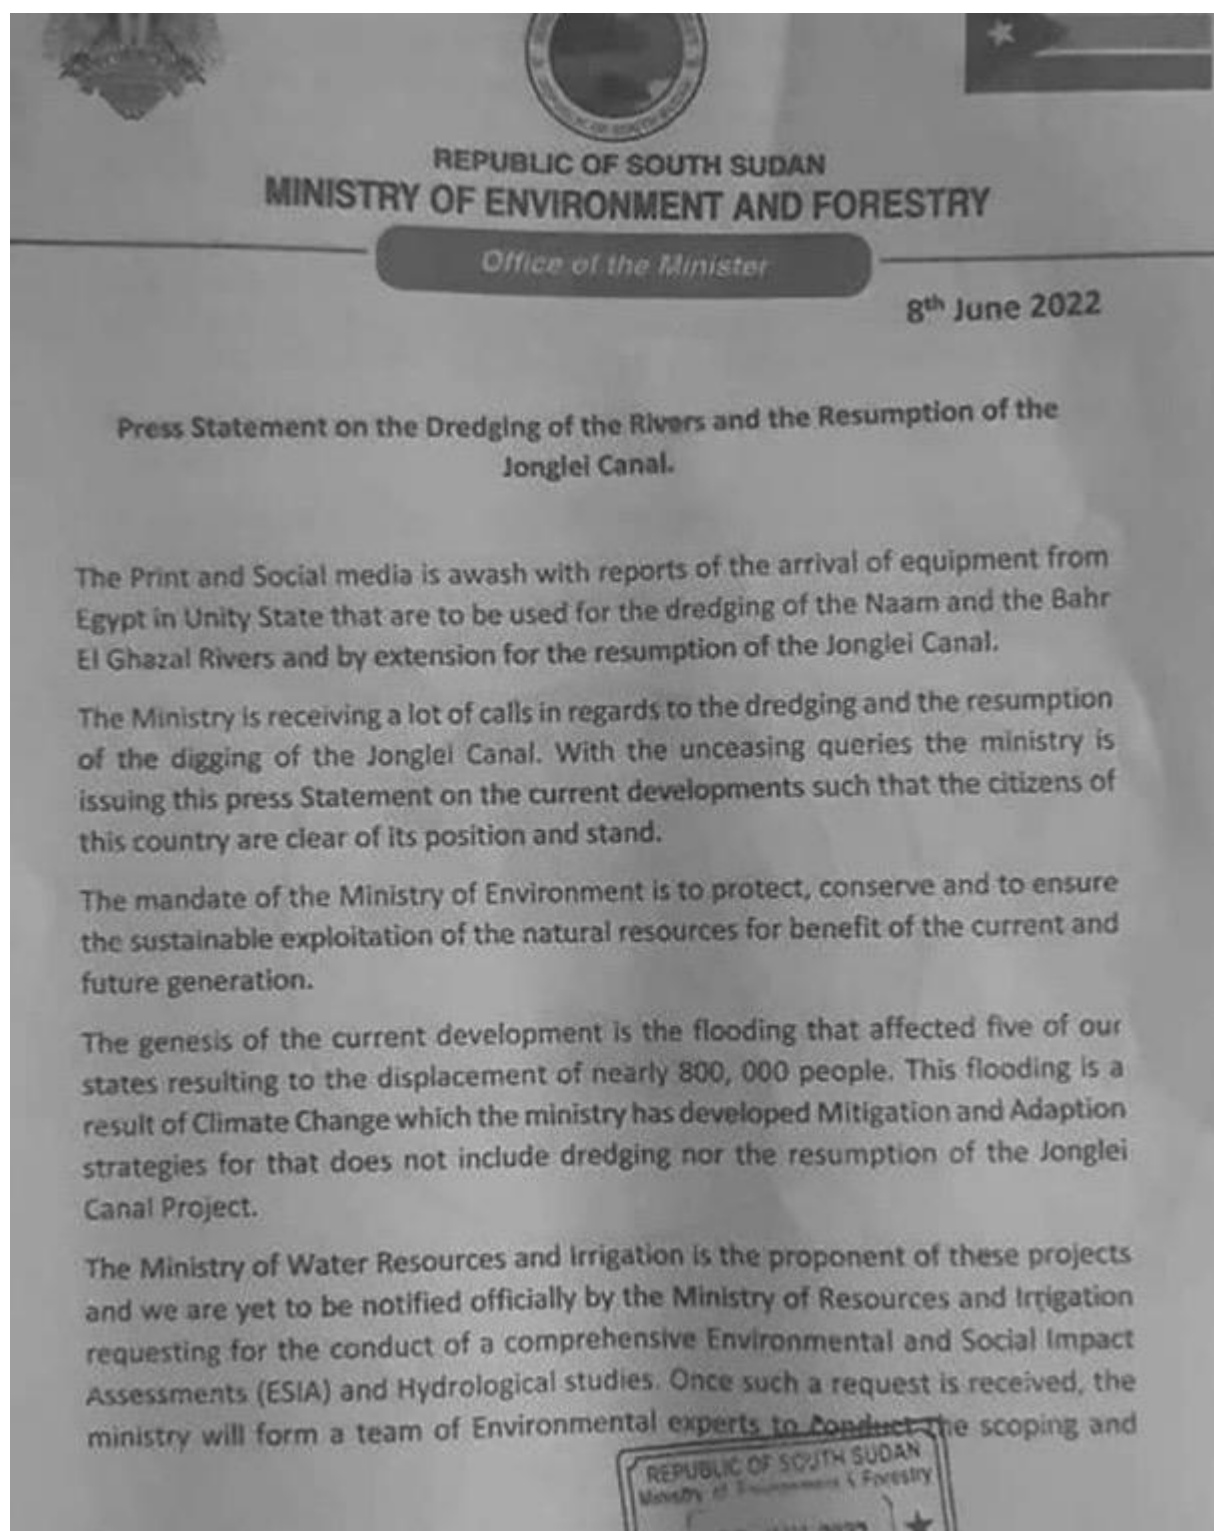 REPUBLIC OF SOUTH SUDAN
MINISTRY OF ENVIRONMENT AND FORESTRY
Office of the Minister
8th June 2022
Press Statement on the Dredging of the Rivers and the Resumption of the
Jonglei Canal.
The Print and Social media is awash with reports of the arrival of equipment from
Egypt in Unity State that are to be used for the dredging of the Naam and the Bahr
El Ghazal Rivers and by extension for the resumption of the Jonglei Canal.
The Ministry is receiving a lot of calls in regards to the dredging and the resumption
of the digging of the Jonglei Canal. With the unceasing queries the ministry is
issuing this press Statement on the current developments such that the citizens of
this country are clear of its position and stand.
The mandate of the Ministry of Environment is to protect, conserve and to ensure
the sustainable exploitation of the natural resources for benefit of the current and
future generation.
The genesis of the current development is the flooding that affected five of our
states resulting to the displacement of nearly 800, 000 people. This flooding is a
result of Climate Change which the ministry has developed Mitigation and Adaption
strategies for that does not include dredging nor the resumption of the Jonglei
Canal Project.
The Ministry of Water Resources and Irrigation is the proponent of these projects
and we are yet to be notified officially by the Ministry of Resources and Irrigation
requesting for the conduct of a comprehensive Environmental and Social Impact
Assessments (ESIA) and Hydrological studies. Once such a request is received, the
ministry will form a team of Environmental experts to conduct the scoping and
REPUBLIC OF SOUTH SUDAN
Ministry of Environment & Forestry